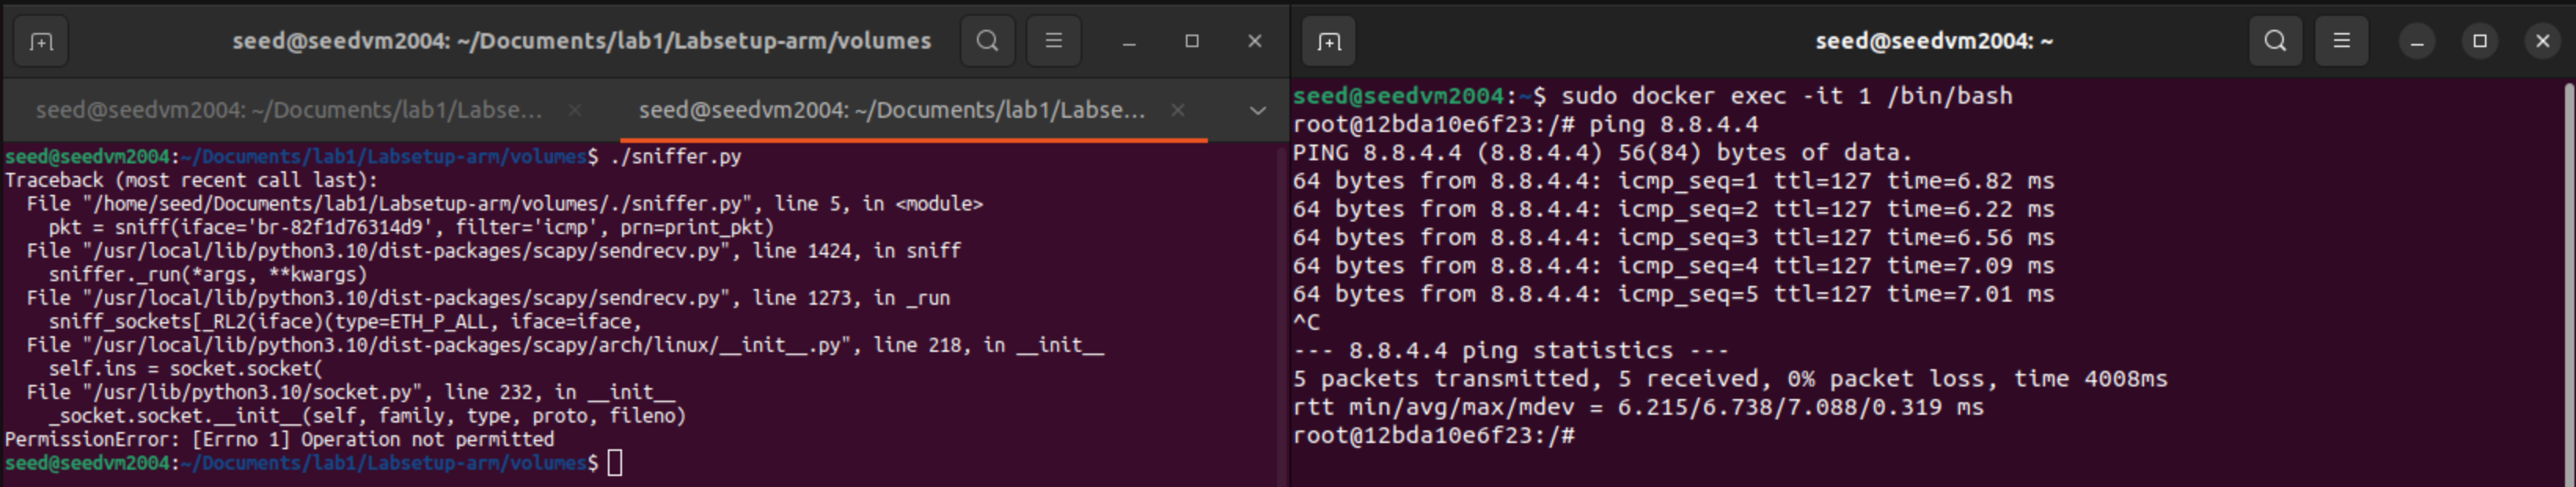 seed@seedvm2004: ~/Documents/lab1/Labsetup-arm/volumes
seed@seedvm2004: ~/Documents/lab1/Labse...
seed@seedvm2004: ~/Documents/lab1/Labse...
seed@seedvm2004:~/Documents/lab1/Labsetup-arm/volumes$ ./sniffer.py
Traceback (most recent call last):
  File "/home/seed/Documents/lab1/Labsetup-arm/volumes/./sniffer.py", line 5, in <module>
    pkt = sniff(iface='br-82f1d76314d9', filter='icmp', prn=print_pkt)
  File "/usr/local/lib/python3.10/dist-packages/scapy/sendrecv.py", line 1424, in sniff
    sniffer._run(*args, **kwargs)
  File "/usr/local/lib/python3.10/dist-packages/scapy/sendrecv.py", line 1273, in _run
    sniff_sockets[_RL2(iface)(type=ETH_P_ALL, iface=iface,
  File "/usr/local/lib/python3.10/dist-packages/scapy/arch/linux/__init__.py", line 218, in __init__
    self.ins = socket.socket(
  File "/usr/lib/python3.10/socket.py", line 232, in __init__
    _socket.socket.__init__(self, family, type, proto, fileno)
PermissionError: [Errno 1] Operation not permitted
seed@seedvm2004:~/Documents/lab1/Labsetup-arm/volumes$
seed@seedvm2004: ~
seed@seedvm2004:~$ sudo docker exec -it 1 /bin/bash
root@12bda10e6f23:/# ping 8.8.4.4
PING 8.8.4.4 (8.8.4.4) 56(84) bytes of data.
64 bytes from 8.8.4.4: icmp_seq=1 ttl=127 time=6.82 ms
64 bytes from 8.8.4.4: icmp_seq=2 ttl=127 time=6.22 ms
64 bytes from 8.8.4.4: icmp_seq=3 ttl=127 time=6.56 ms
64 bytes from 8.8.4.4: icmp_seq=4 ttl=127 time=7.09 ms
64 bytes from 8.8.4.4: icmp_seq=5 ttl=127 time=7.01 ms
^C
--- 8.8.4.4 ping statistics ---
5 packets transmitted, 5 received, 0% packet loss, time 4008ms
rtt min/avg/max/mdev = 6.215/6.738/7.088/0.319 ms
root@12bda10e6f23:/#